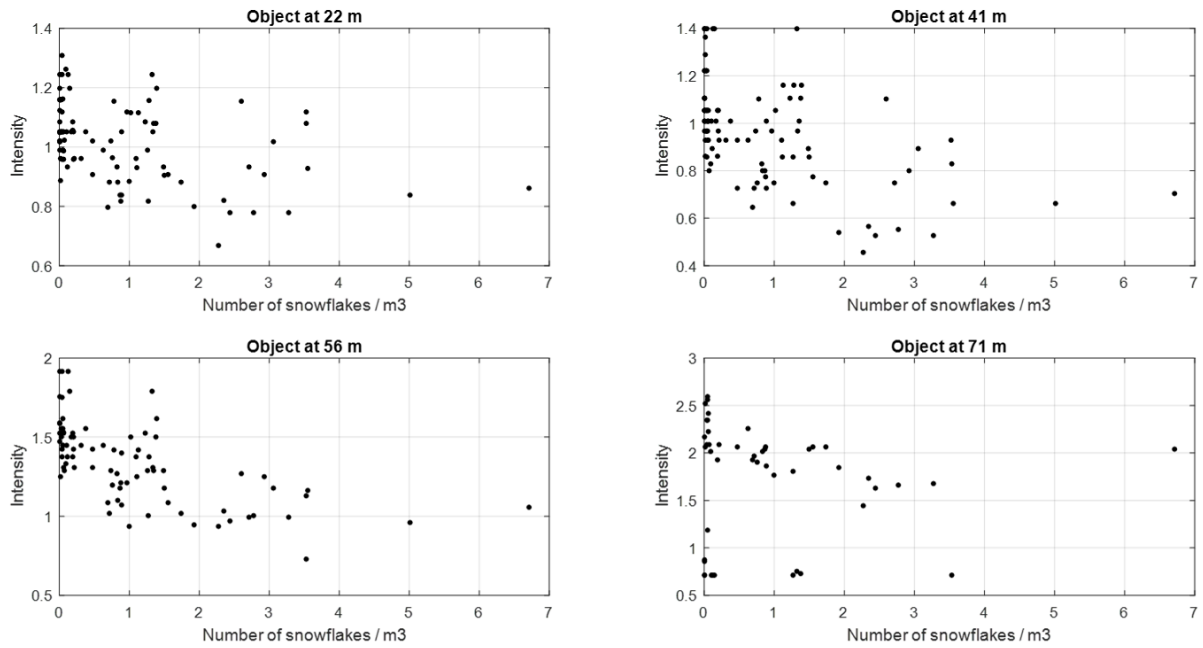 Object at 22 m
1.4
1.2
1
0.8
0.6
Intensity
0 1 2 3 4 5 6 7
Number of snowflakes / m3
Object at 41 m
1.4
1.2
1
0.8
0.6
0.4
Intensity
0 1 2 3 4 5 6 7
Number of snowflakes / m3
Object at 56 m
2
1.5
1
0.5
Intensity
0 1 2 3 4 5 6 7
Number of snowflakes / m3
Object at 71 m
3
2.5
2
1.5
1
0.5
Intensity
0 1 2 3 4 5 6 7
Number of snowflakes / m3